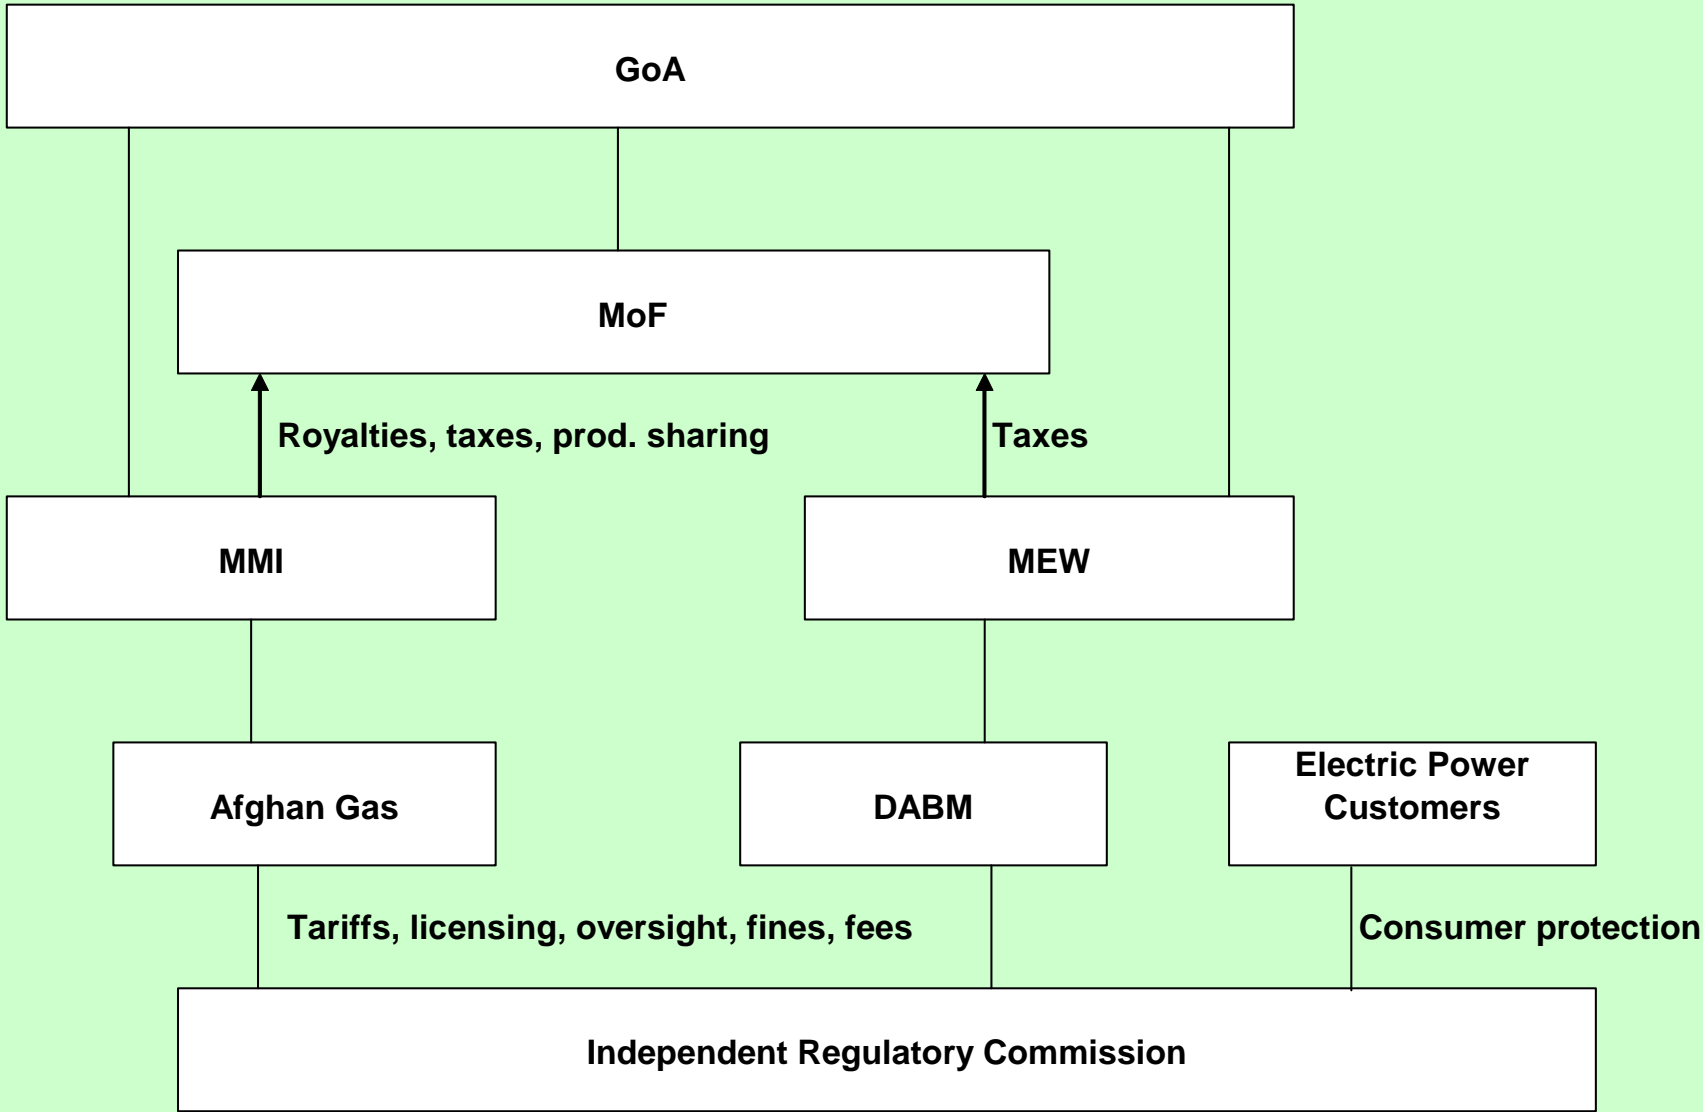 GoA
MoF
Royalties, taxes, prod. sharing
Taxes
MMI
MEW
Afghan Gas
DABM
Electric Power
Customers
Tariffs, licensing, oversight, fines, fees
Consumer protection
Independent Regulatory Commission